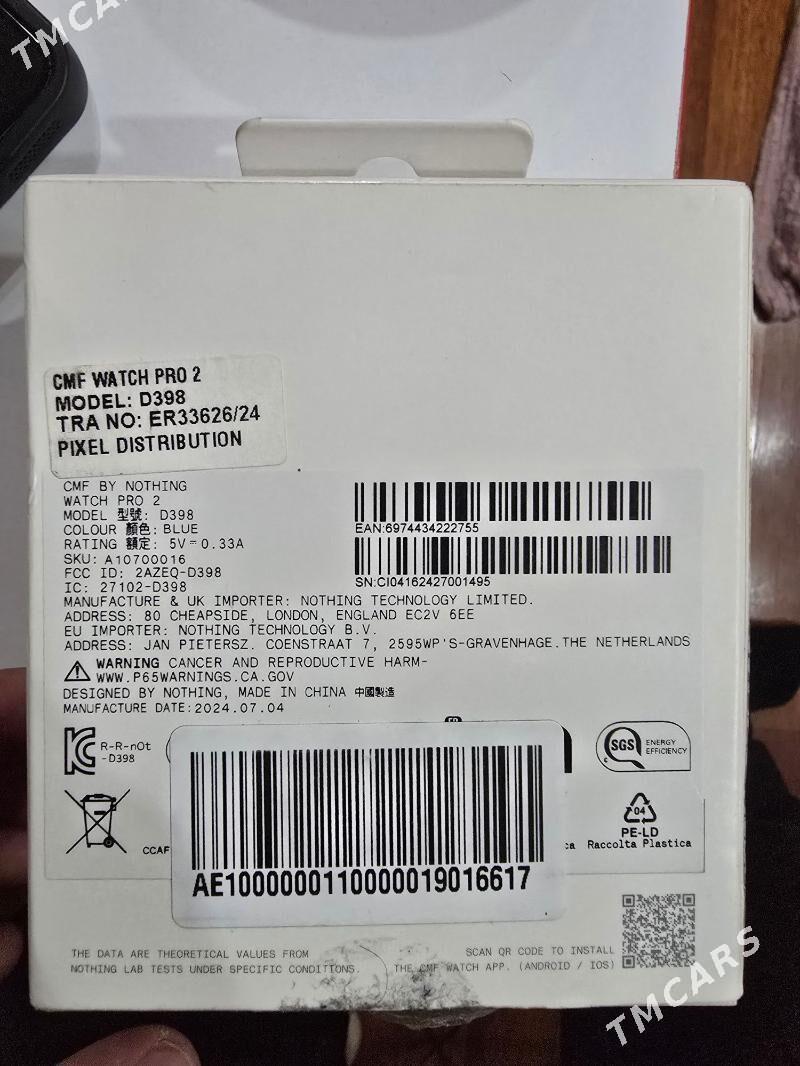 TMCARS
CMF WATCH PRO 2
MODEL: D398
TRA NO: ER33626/24
PIXEL DISTRIBUTION
CMF BY NOTHING
WATCH PRO 2
MODEL 型號: D398
COLOUR 顏色: BLUE
RATING 額定: 5V⎓0.33A
SKU: A10700016
FCC ID: 2AZEQ-D398
IC: 27102-D398
EAN:6974434222755
SN:CI04162427001495
MANUFACTURE & UK IMPORTER: NOTHING TECHNOLOGY LIMITED.
ADDRESS: 80 CHEAPSIDE, LONDON, ENGLAND EC2V 6EE
EU IMPORTER: NOTHING TECHNOLOGY B.V.
ADDRESS: JAN PIETERSZ. COENSTRAAT 7, 2595WP'S-GRAVENHAGE.THE NETHERLANDS
WARNING CANCER AND REPRODUCTIVE HARM-
WWW.P65WARNINGS.CA.GOV
DESIGNED BY NOTHING, MADE IN CHINA 中國製造
MANUFACTURE DATE:2024.07.04
R-R-nOt
-D398
SGS
ENERGY
EFFICIENCY
CCAF
AE1000000110000019016617
04
PE-LD
ca Raccolta Plastica
THE DATA ARE THEORETICAL VALUES FROM
NOTHING LAB TESTS UNDER SPECIFIC CONDITIONS.
SCAN QR CODE TO INSTALL
THE CMF WATCH APP. (ANDROID / IOS)
TMCARS